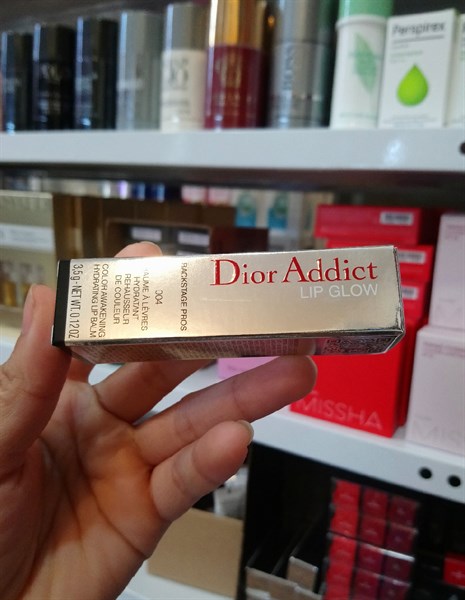 Perspirex
Dior Addict
LIP GLOW
BACKSTAGE PROS
004
BAUME À LÈVRES
HYDRATANT
REHAUSSEUR
DE COULEUR
COLOR AWAKENING
HYDRATING LIP BALM
3,5 g - NET WT. 0.12 OZ
MISSHA